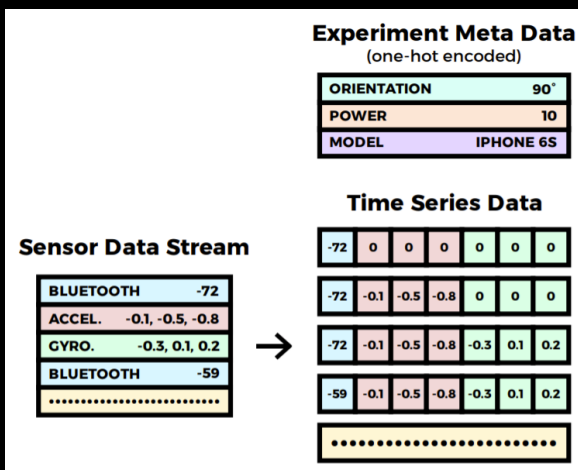 Experiment Meta Data
(one-hot encoded)
ORIENTATION 90°
POWER 10
MODEL IPHONE 6S
Time Series Data
-72 0 0 0 0 0 0
-72 -0.1 -0.5 -0.8 0 0 0
-72 -0.1 -0.5 -0.8 -0.3 0.1 0.2
-59 -0.1 -0.5 -0.8 -0.3 0.1 0.2
Sensor Data Stream
BLUETOOTH -72
ACCEL. -0.1, -0.5, -0.8
GYRO. -0.3, 0.1, 0.2
BLUETOOTH -59